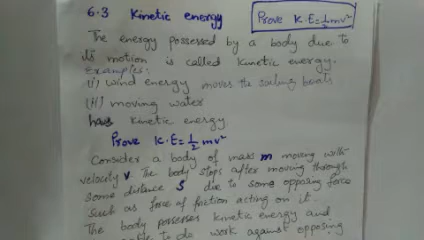 6.3 Kinetic energy
Prove K.E=½mv²
The energy possessed by a body due to
its motion is called kinetic energy.
Examples:
(i) wind energy moves the sailing boats
(ii) moving water
has kinetic energy
Prove K.E=½mv²
Consider a body of mass m moving with
velocity v. The body stops after moving through
some distance S due to some opposing force
such as force of friction acting on it.
The body possesses kinetic energy and
to do work against opposing